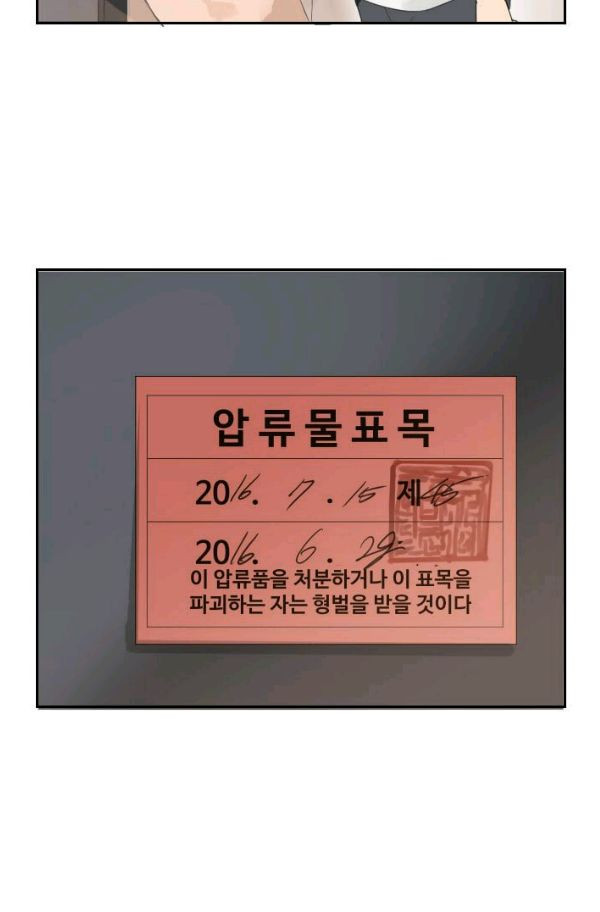 압류물표목
2016. 7. 15 제45
2016. 6. 29.
이 압류품을 처분하거나 이 표목을
파괴하는 자는 형벌을 받을 것이다